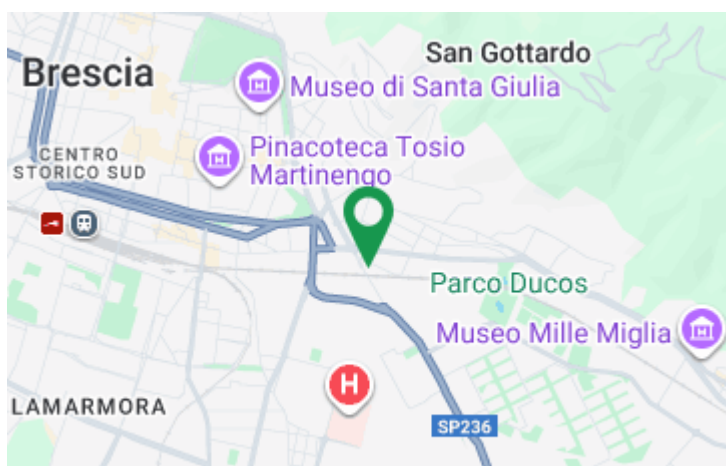 San Gottardo
Brescia
Museo di Santa Giulia
CENTRO
STORICO SUD
Pinacoteca Tosio
Martinengo
Parco Ducos
Museo Mille Miglia
H
LAMARMORA
SP236